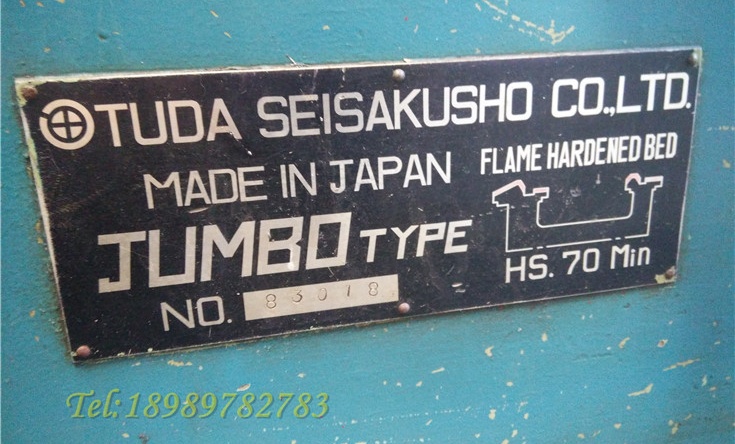 TUDA SEISAKUSHO CO.,LTD.
MADE IN JAPAN
JUMBO TYPE
NO. 83018
FLAME HARDENED BED
HS. 70 Min
Tel:18989782783